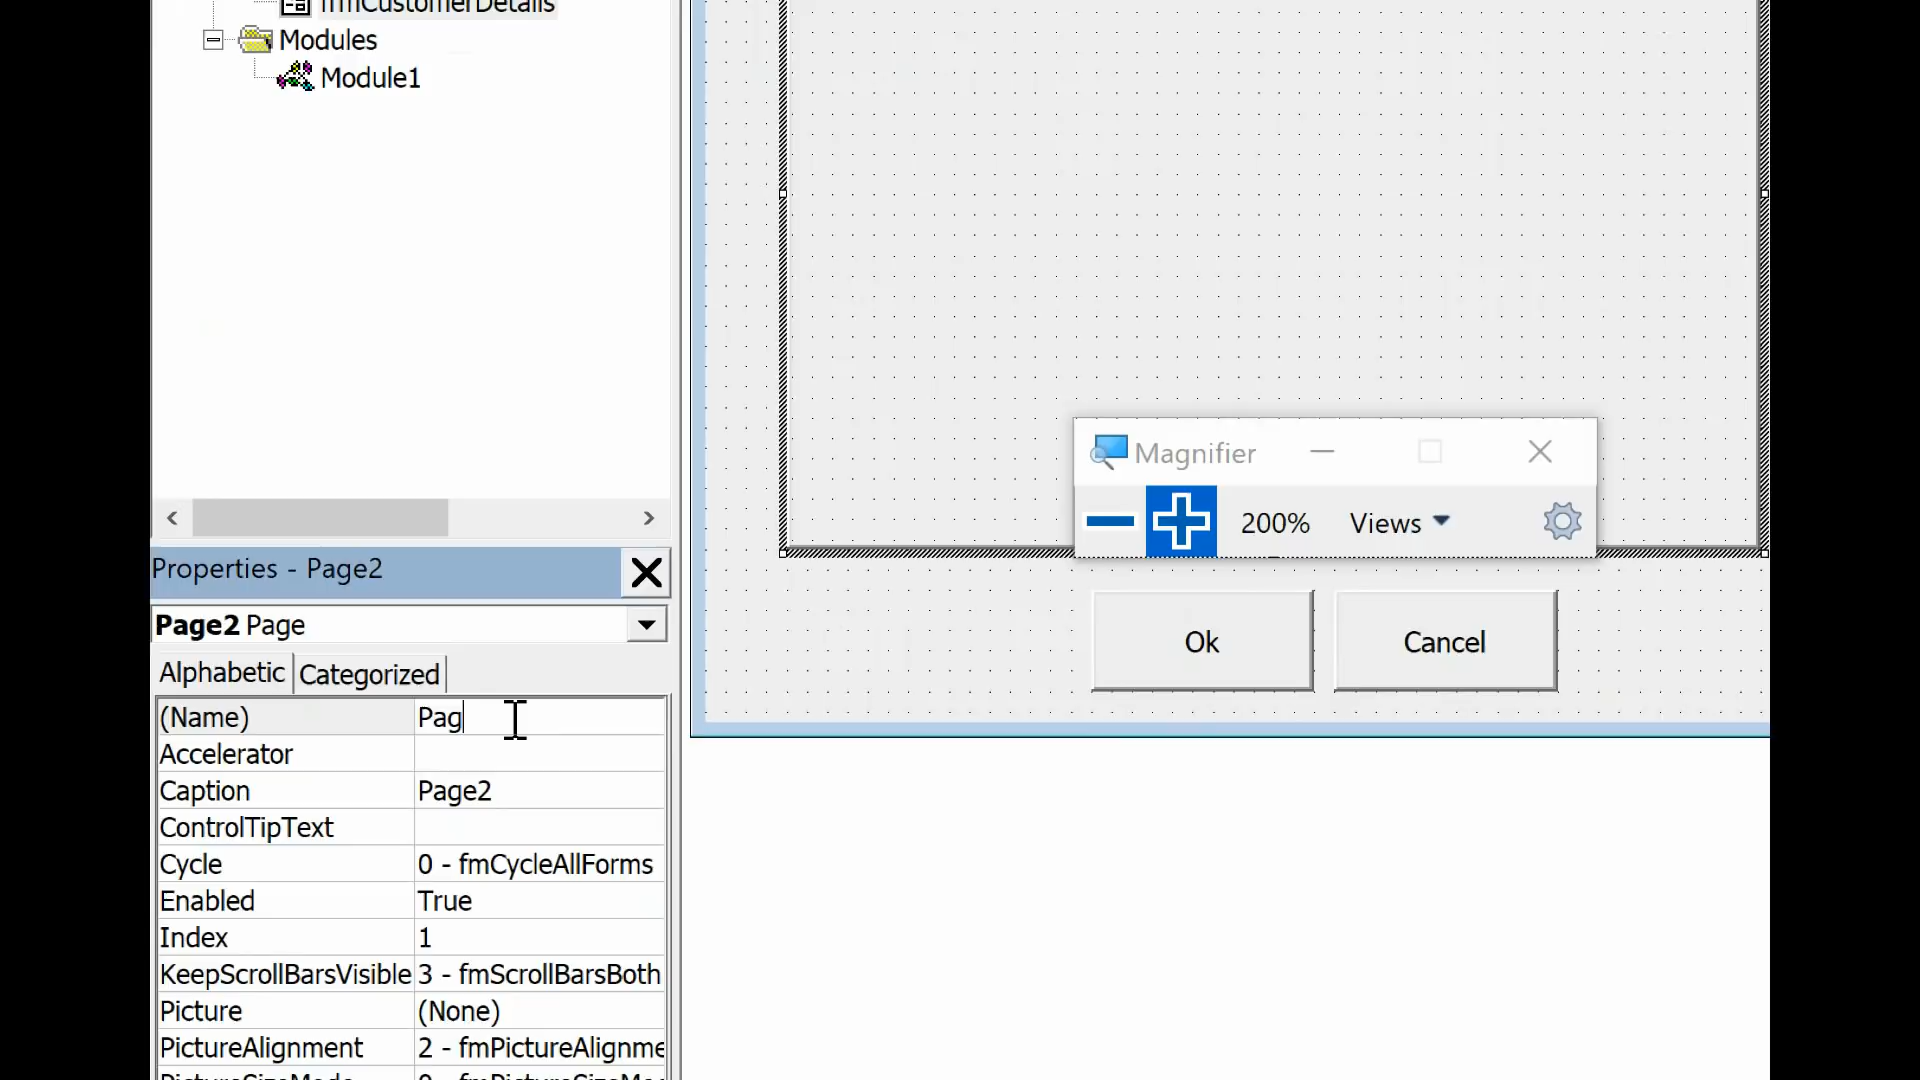 frmCustomerDetails
Modules
Module1
Magnifier
200%
Views
Properties - Page2
Page2 Page
Alphabetic
Categorized
(Name)
Pag
Accelerator
Caption
Page2
ControlTipText
Cycle
0 - fmCycleAllForms
Enabled
True
Index
1
KeepScrollBarsVisible
3 - fmScrollBarsBoth
Picture
(None)
PictureAlignment
2 - fmPictureAlignme
Ok
Cancel